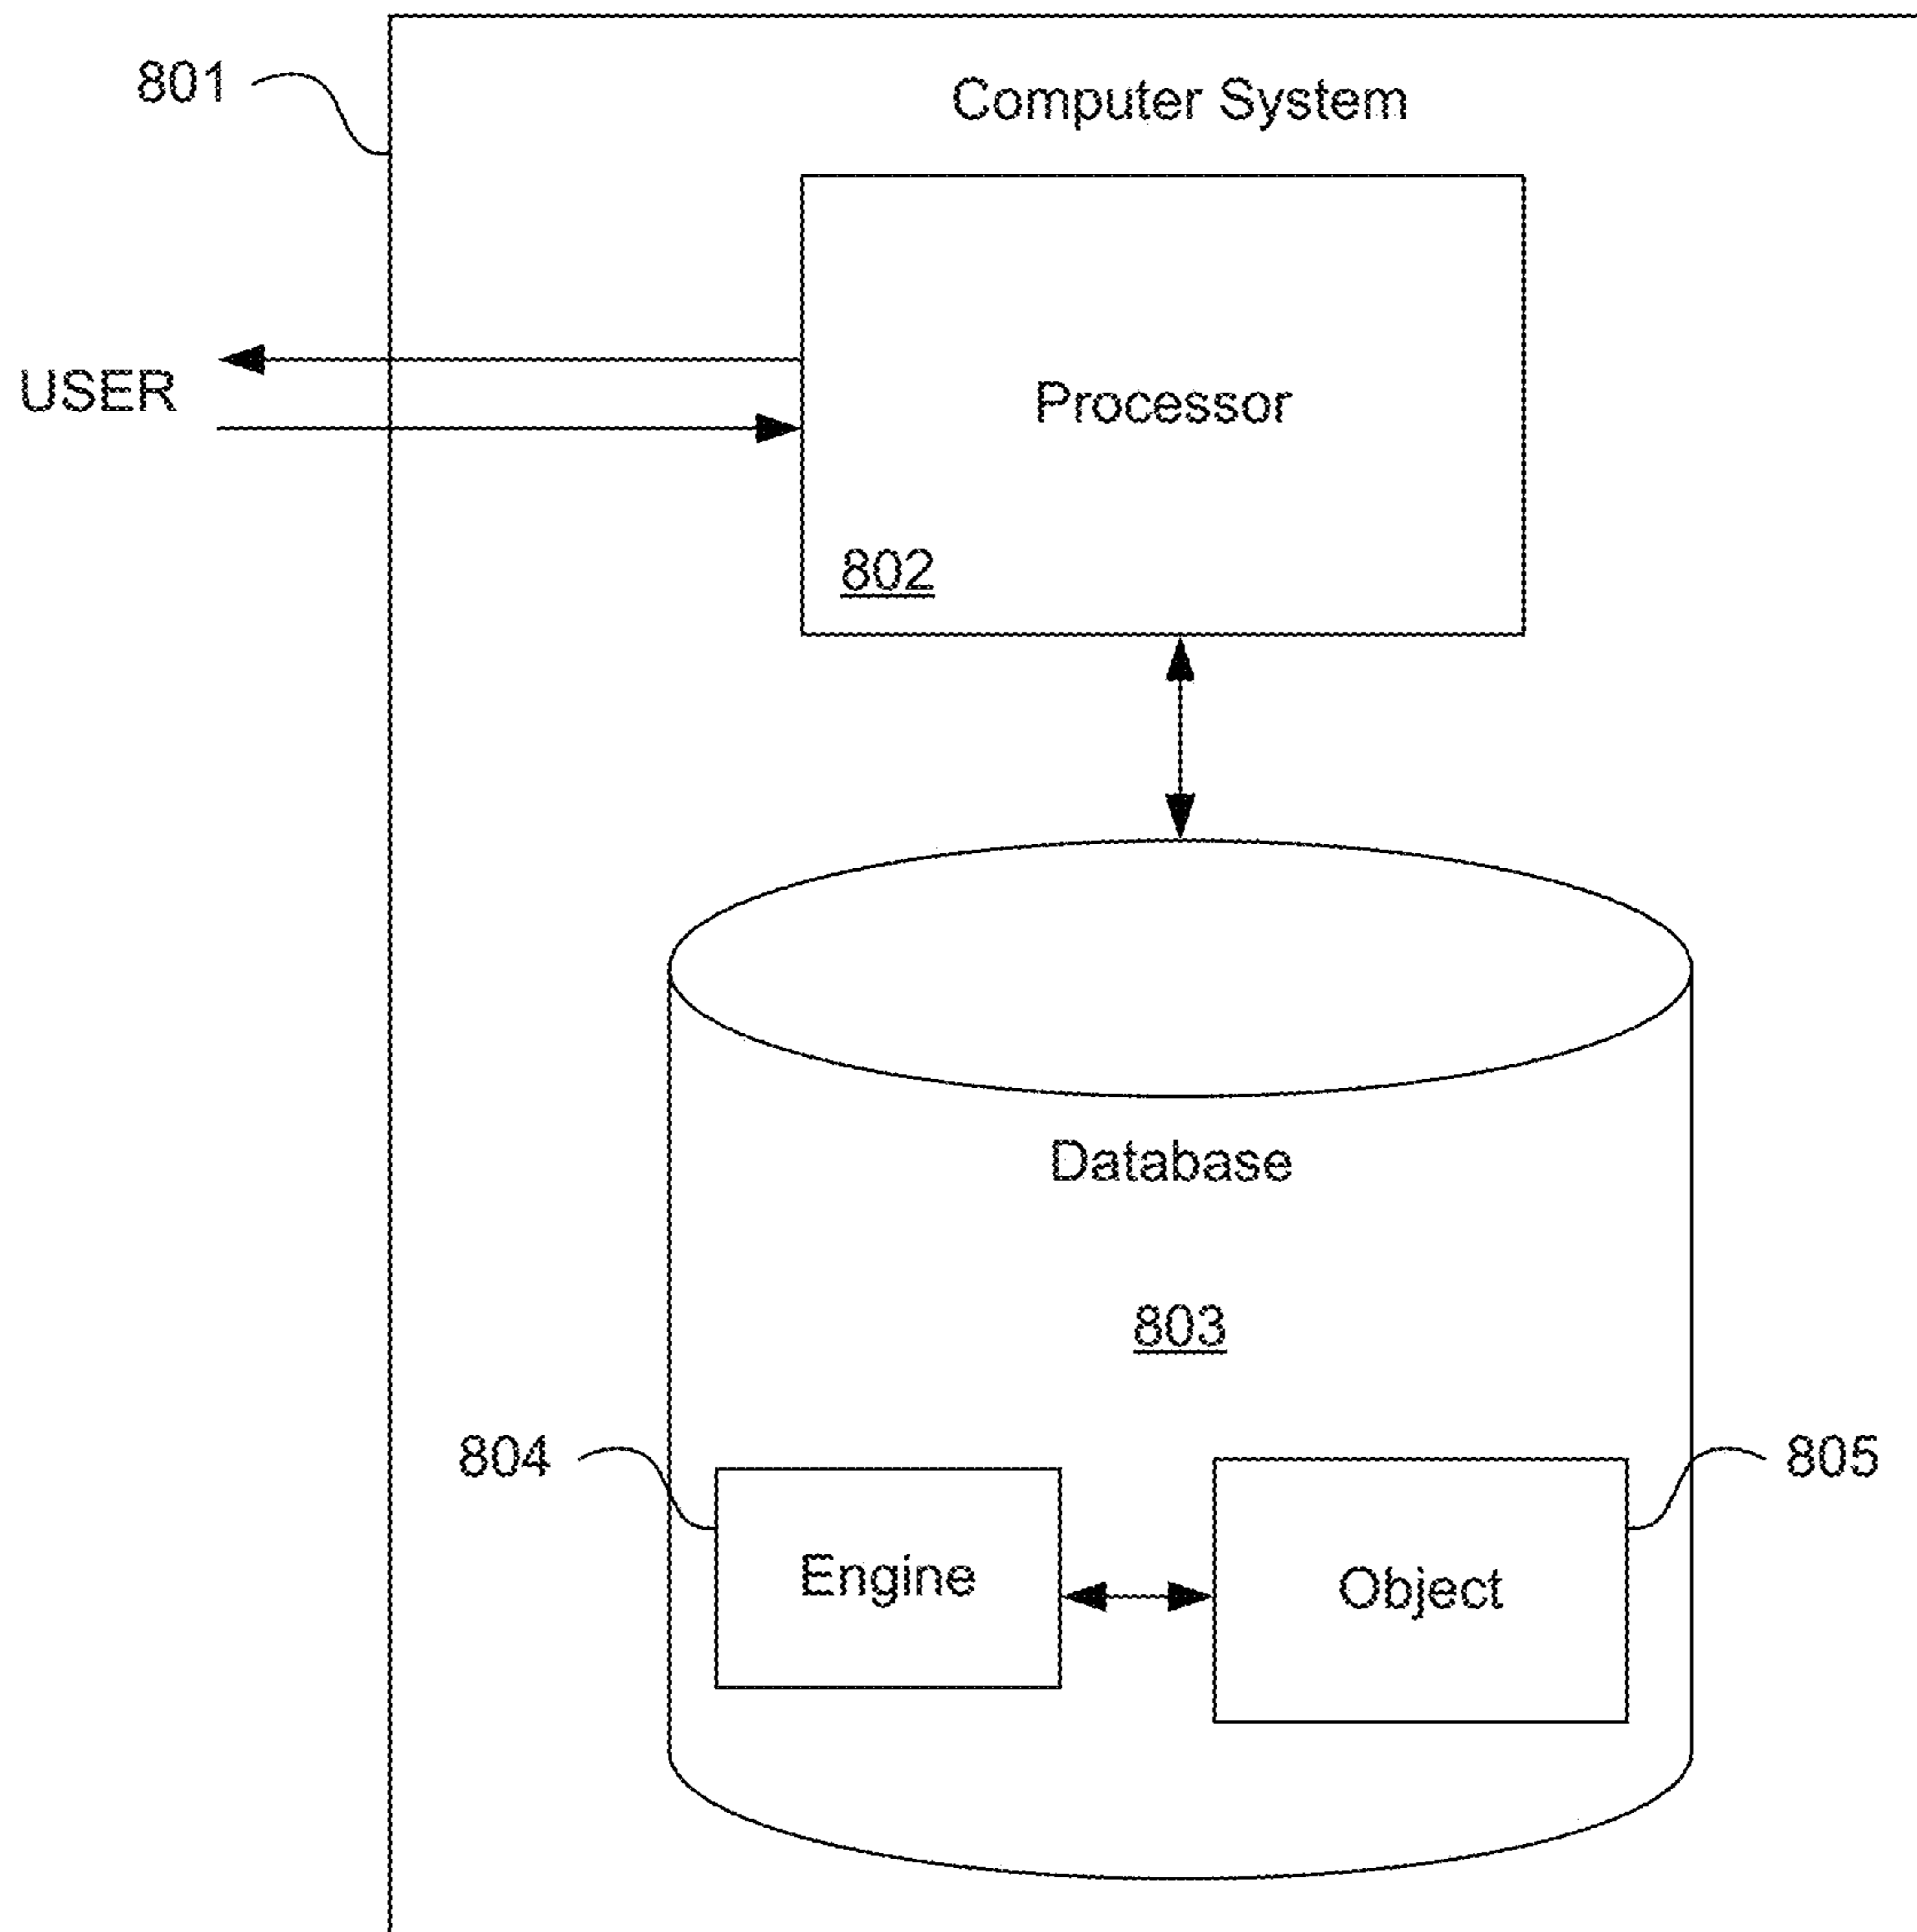 801
Computer System
USER
Processor
802
Database
803
804
805
Engine
Object